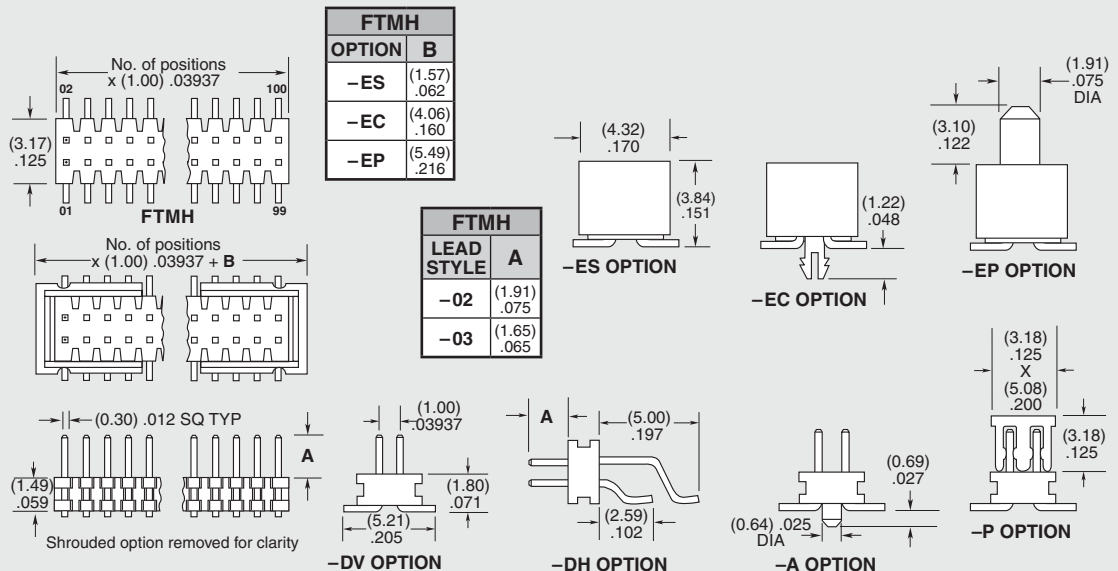 No. of positions
x (1.00) .03937
02
100
(3.17)
.125
01
99
FTMH
FTMH
OPTION B
–ES (1.57) .062
–EC (4.06) .160
–EP (5.49) .216
(4.32)
.170
(3.84)
.151
–ES OPTION
(1.22)
.048
–EC OPTION
(1.91)
.075
DIA
(3.10)
.122
–EP OPTION
No. of positions
x (1.00) .03937 + B
FTMH
LEAD STYLE A
–02 (1.91) .075
–03 (1.65) .065
(0.30) .012 SQ TYP
A
(1.49)
.059
Shrouded option removed for clarity
(1.00)
.03937
(1.80)
.071
(5.21)
.205
–DV OPTION
A
(5.00)
.197
(2.59)
.102
–DH OPTION
(0.69)
.027
(0.64) .025
DIA
–A OPTION
(3.18)
.125
X
(5.08)
.200
(3.18)
.125
–P OPTION